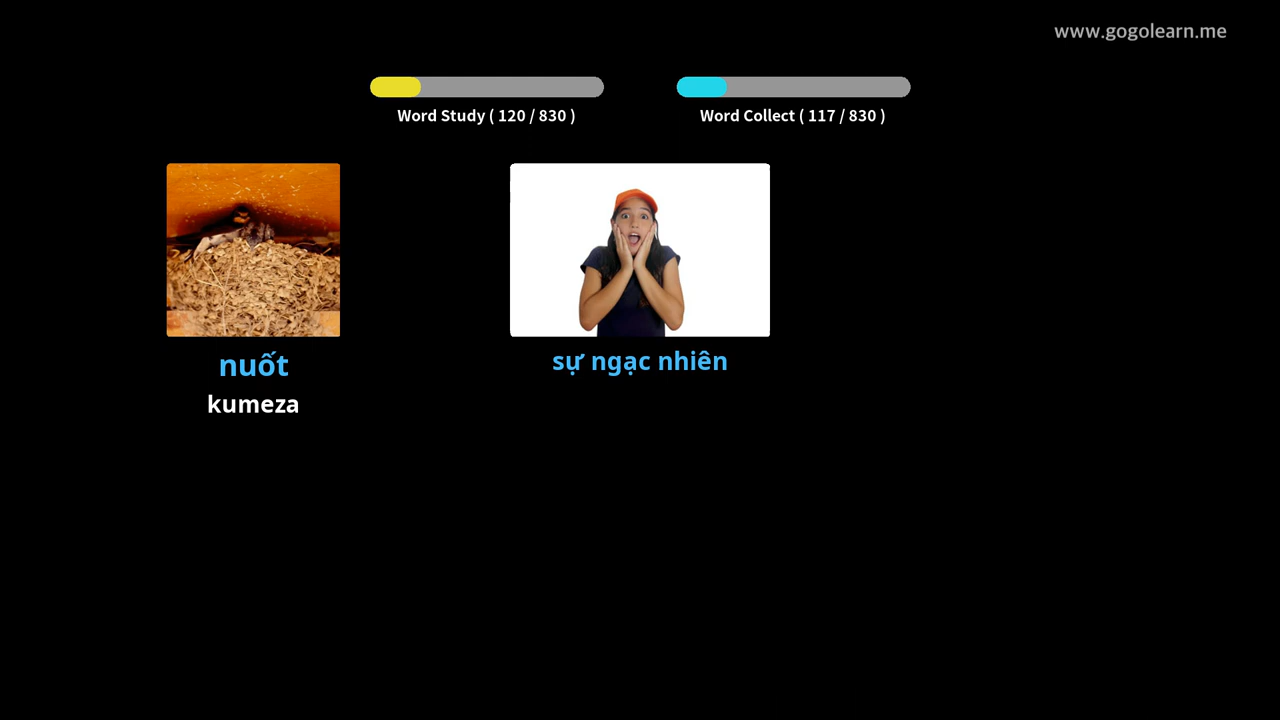 www.gogolearn.me
Word Study ( 120 / 830 )
Word Collect ( 117 / 830 )
nuốt
kumeza
sự ngạc nhiên